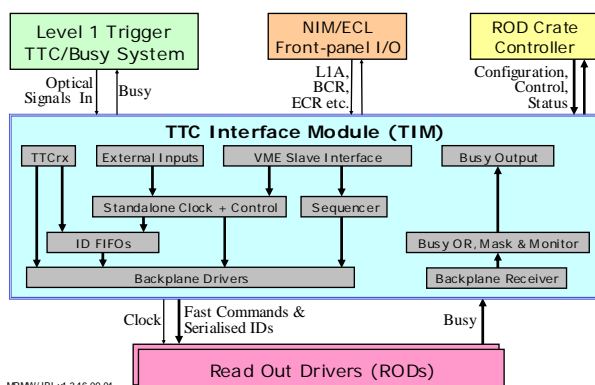 Level 1 Trigger
TTC/Busy System
NIM/ECL
Front-panel I/O
ROD Crate
Controller
Optical
Signals In
Busy
L1A,
BCR,
ECR etc.
Configuration,
Control,
Status
TTC Interface Module (TIM)
TTCrx
External Inputs
VME Slave Interface
Busy Output
Standalone Clock + Control
Sequencer
ID FIFOs
Busy OR, Mask & Monitor
Backplane Drivers
Backplane Receiver
Clock
Fast Commands &
Serialised IDs
Busy
Read Out Drivers (RODs)